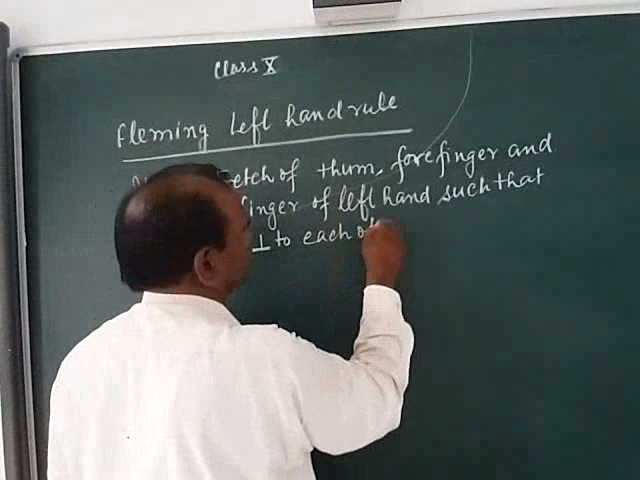 Class X
Fleming Left hand rule
etch of thum, forefinger and
finger of left hand such that
⊥ to each